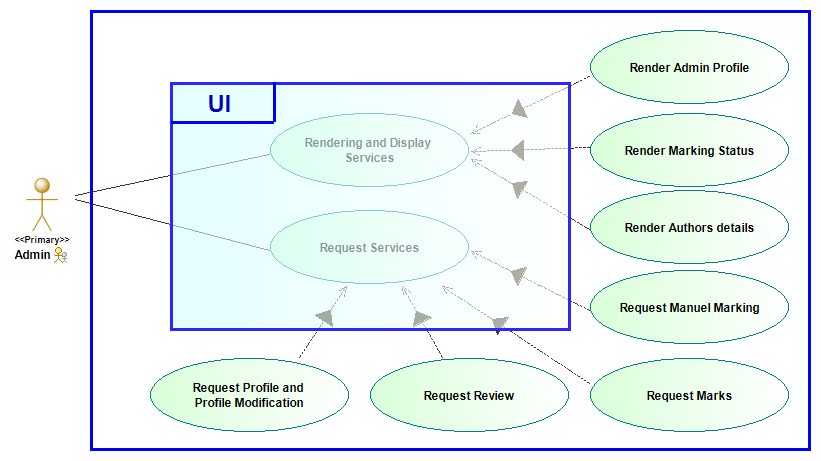 UI
Render Admin Profile
Rendering and Display
Services
Render Marking Status
Render Authors details
<<Primary>>
Admin
Request Services
Request Manuel Marking
Request Profile and
Profile Modification
Request Review
Request Marks